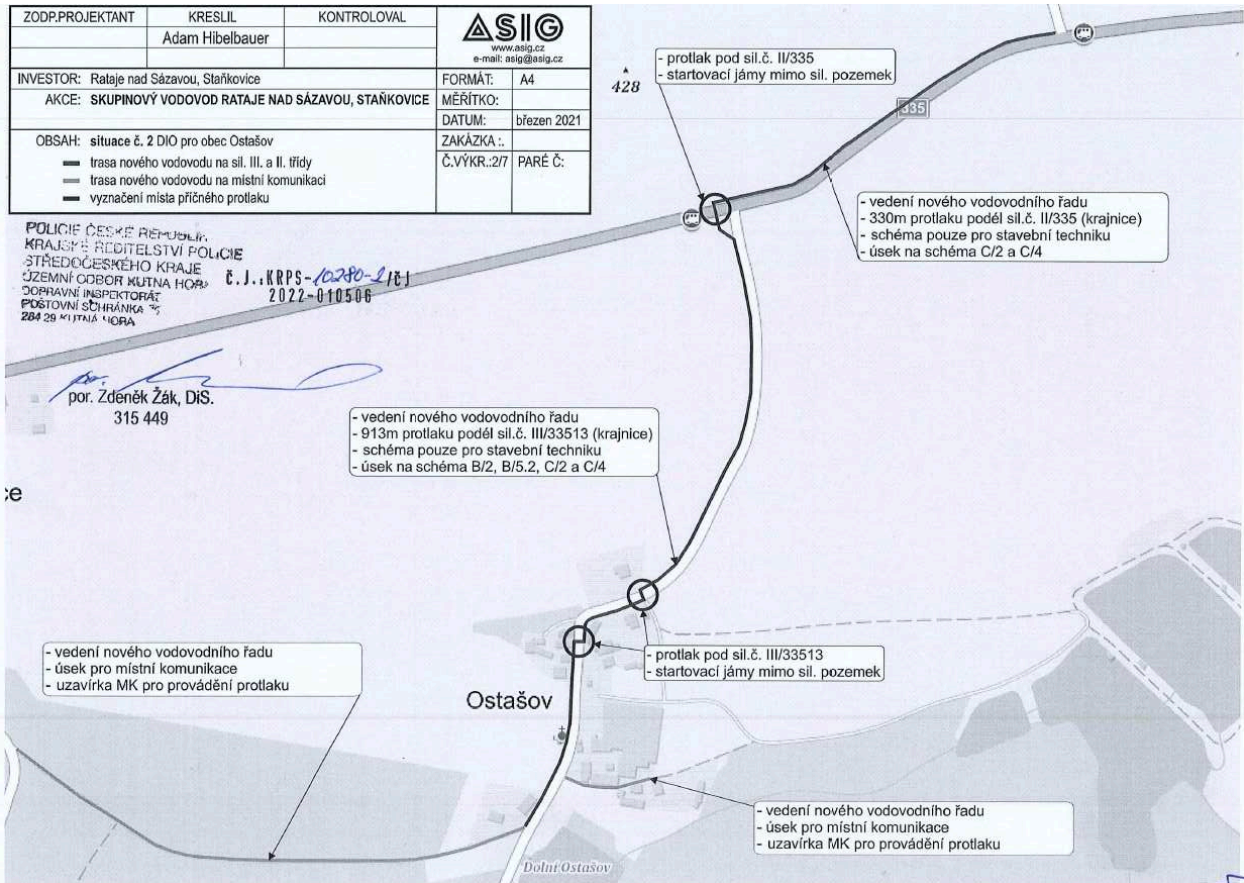 ZODP.PROJEKTANT
KRESLIL
KONTROLOVAL
Adam Hibelbauer
ASIG
www.asig.cz
e-mail: asig@asig.cz
INVESTOR: Rataje nad Sázavou, Staňkovice
FORMÁT: A4
AKCE: SKUPINOVÝ VODOVOD RATAJE NAD SÁZAVOU, STAŇKOVICE
MĚŘÍTKO:
DATUM: březen 2021
OBSAH: situace č. 2 DIO pro obec Ostašov
ZAKÁZKA :.
trasa nového vodovodu na sil. III. a II. třídy
Č.VÝKR.:2/7 PARÉ Č:
trasa nového vodovodu na místní komunikaci
vyznačení místa příčného protlaku
POLICIE ČESKÉ REPUBLIKY
KRAJSKÉ ŘEDITELSTVÍ POLICIE
STŘEDOČESKÉHO KRAJE
ÚZEMNÍ ODBOR KUTNÁ HORA
DOPRAVNÍ INSPEKTORÁT
POŠTOVNÍ SCHRÁNKA
284 29 KUTNÁ HORA
Č.J.:KRPS-10280-1/ČJ
2022-010506
por. Zdeněk Žák, DiS.
315 449
428
- protlak pod sil.č. II/335
- startovací jámy mimo sil. pozemek
335
- vedení nového vodovodního řadu
- 330m protlaku podél sil.č. II/335 (krajnice)
- schéma pouze pro stavební techniku
- úsek na schéma C/2 a C/4
- vedení nového vodovodního řadu
- 913m protlaku podél sil.č. III/33513 (krajnice)
- schéma pouze pro stavební techniku
- úsek na schéma B/2, B/5.2, C/2 a C/4
ce
- vedení nového vodovodního řadu
- úsek pro místní komunikace
- uzavírka MK pro provádění protlaku
- protlak pod sil.č. III/33513
- startovací jámy mimo sil. pozemek
Ostašov
- vedení nového vodovodního řadu
- úsek pro místní komunikace
- uzavírka MK pro provádění protlaku
Dolní Ostašov